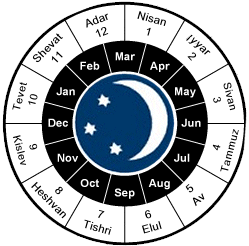 Nisan
1
Iyyar
2
Sivan
3
Tammuz
4
Av
5
Elul
6
Tishri
7
Heshvan
8
Kislev
9
Tevet
10
Shevat
11
Adar
12
Mar
Apr
May
Jun
Jul
Aug
Sep
Oct
Nov
Dec
Jan
Feb